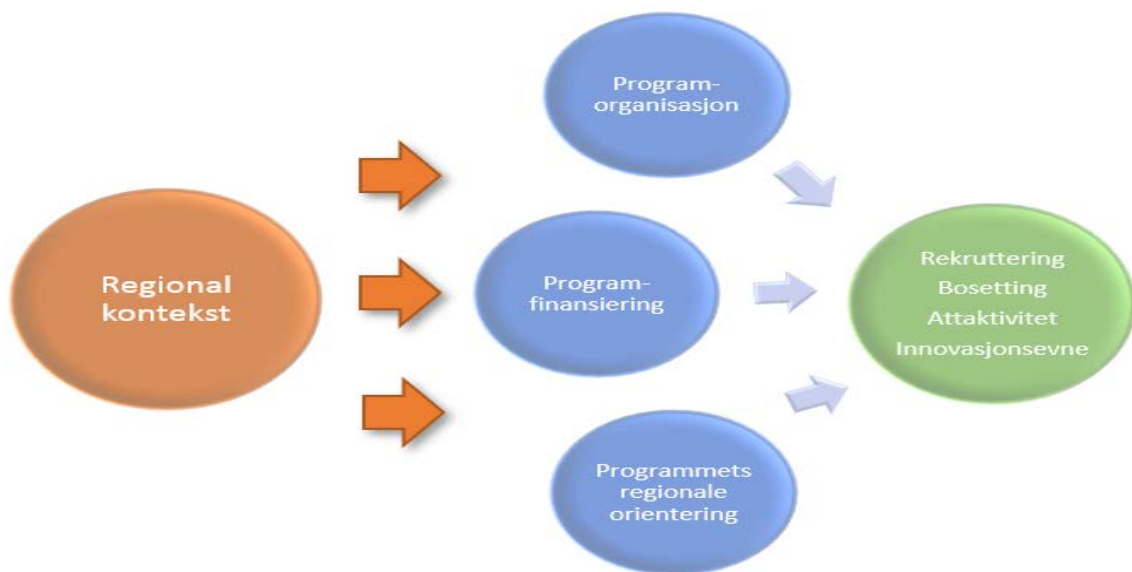 Regional
kontekst
Program-
organisasjon
Program-
finansiering
Programmets
regionale
orientering
Rekruttering
Bosetting
Attaktivitet
Innovasjonsevne